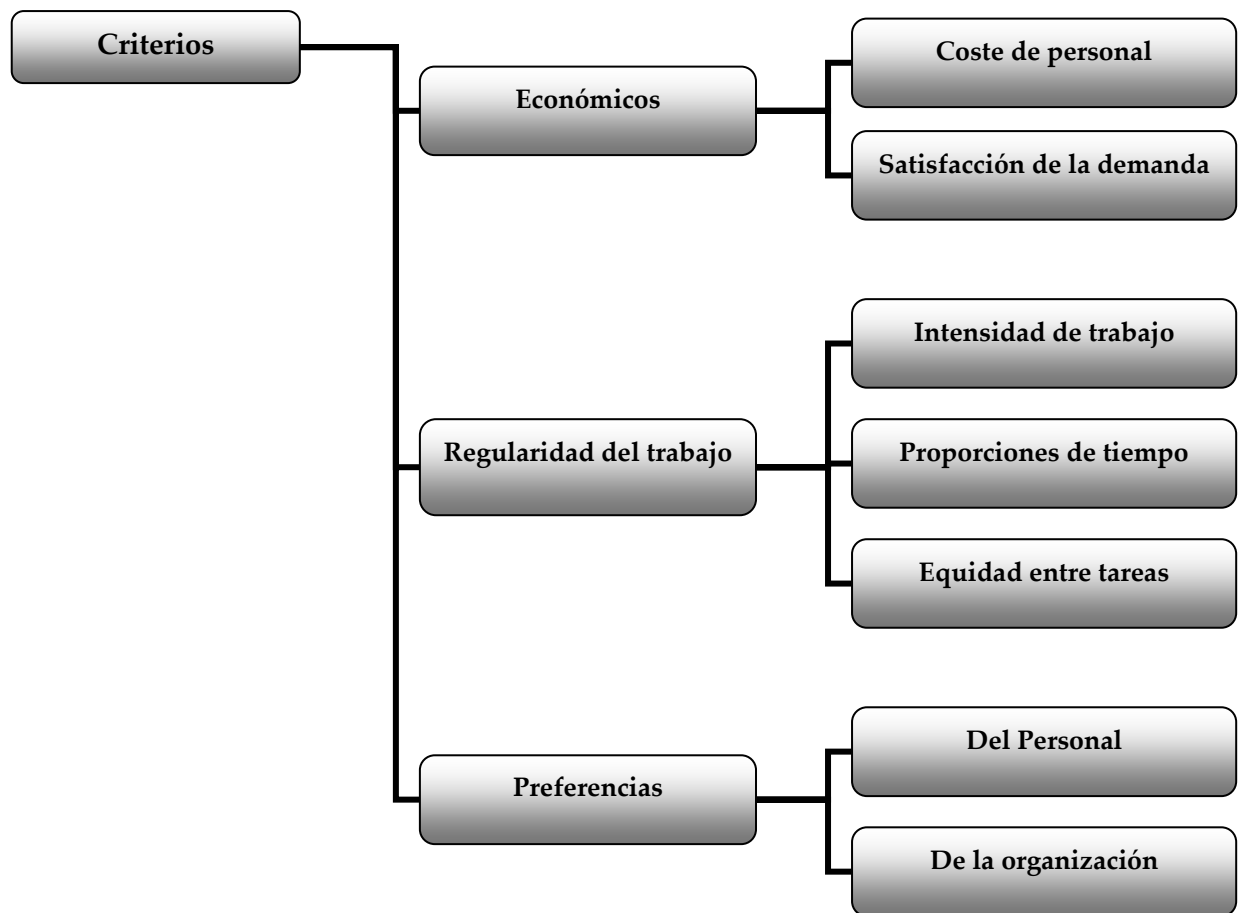 Criterios
Económicos
Coste de personal
Satisfacción de la demanda
Regularidad del trabajo
Intensidad de trabajo
Proporciones de tiempo
Equidad entre tareas
Preferencias
Del Personal
De la organización